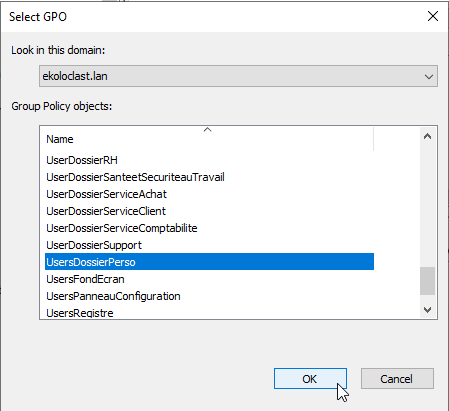 Select GPO
Look in this domain:
ekoloclast.lan
Group Policy objects:
Name
UserDossierRH
UserDossierSanteetSecuriteauTravail
UserDossierServiceAchat
UserDossierServiceClient
UserDossierServiceComptabilite
UserDossierSupport
UsersDossierPerso
UsersFondEcran
UsersPanneauConfiguration
UsersRegistre
OK
Cancel